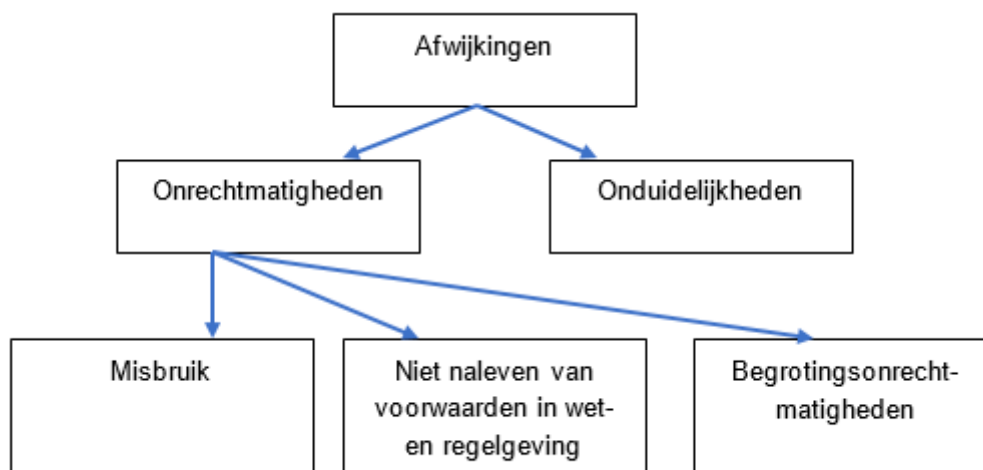 Afwijkingen
Onrechtmatigheden
Onduidelijkheden
Misbruik
Niet naleven van
voorwaarden in wet-
en regelgeving
Begrotingsonrecht-
matigheden